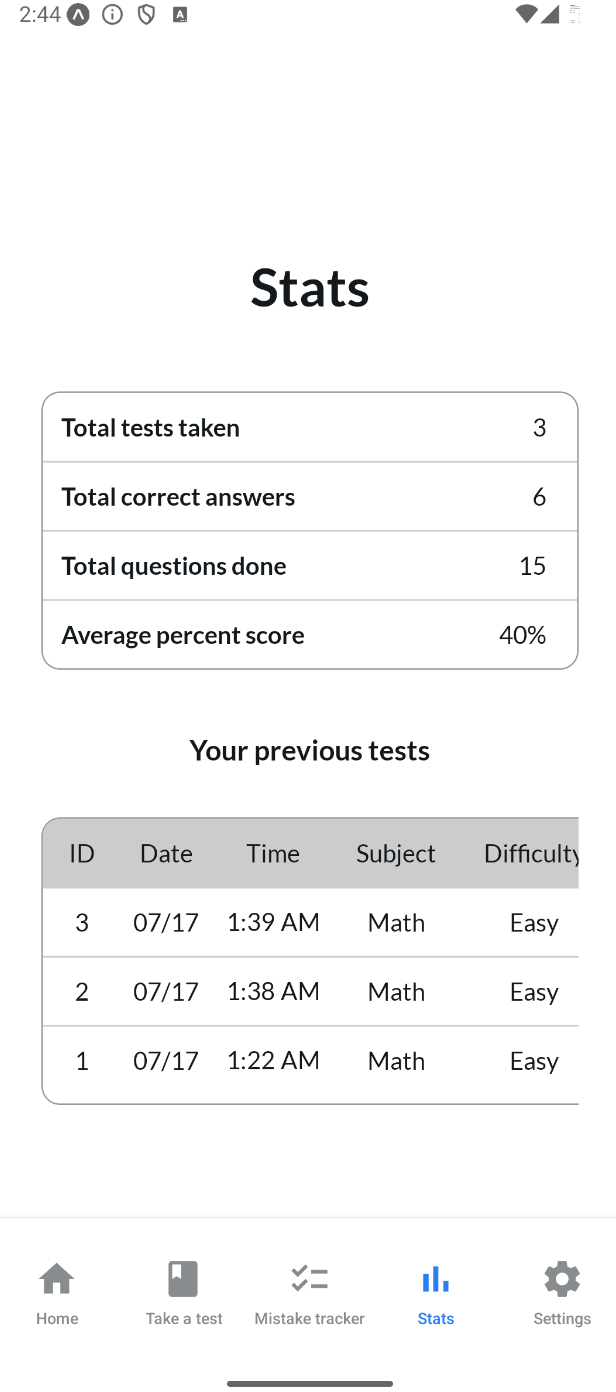 2:44
Stats
Total tests taken 3
Total correct answers 6
Total questions done 15
Average percent score 40%
Your previous tests
ID Date Time Subject Difficulty
3 07/17 1:39 AM Math Easy
2 07/17 1:38 AM Math Easy
1 07/17 1:22 AM Math Easy
Home Take a test Mistake tracker Stats Settings